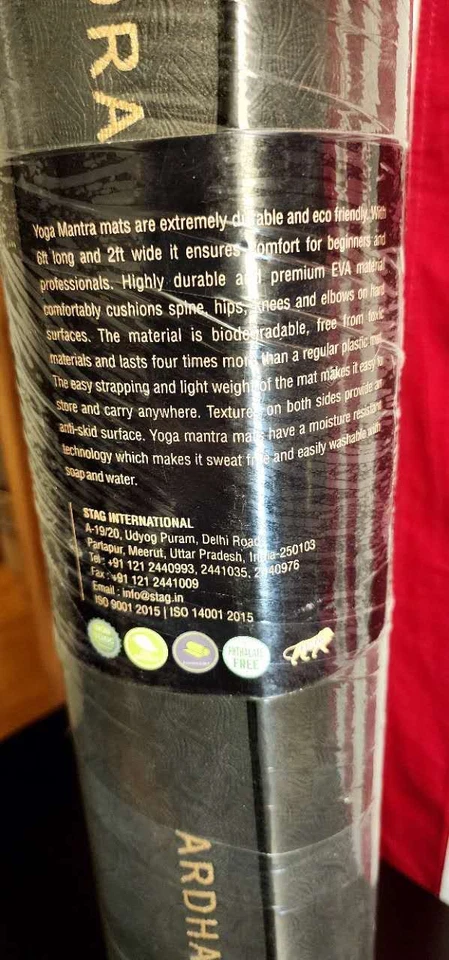 ORA
Yoga Mantra mats are extremely durable and eco friendly. With
6ft long and 2ft wide it ensures comfort for beginners and
professionals. Highly durable and premium EVA material
comfortably cushions spine, hips, knees and elbows on hard
surfaces. The material is biodegradable, free from toxic
materials and lasts four times more than a regular plastic
The easy strapping and light weight of the mat makes it easy to
store and carry anywhere. Textures on both sides provide an
anti-skid surface. Yoga mantra mats have a moisture resistant
technology which makes it sweat free and easily washable with
soap and water.
STAG INTERNATIONAL
A-19/20, Udyog Puram, Delhi Road,
Partapur, Meerut, Uttar Pradesh, India-250103
Tel : +91 121 2440993, 2441035, 2440976
Fax : +91 121 2441009
Email : info@stag.in
ISO 9001 2015 | ISO 14001 2015
PHTHALATE
FREE
ARDHA